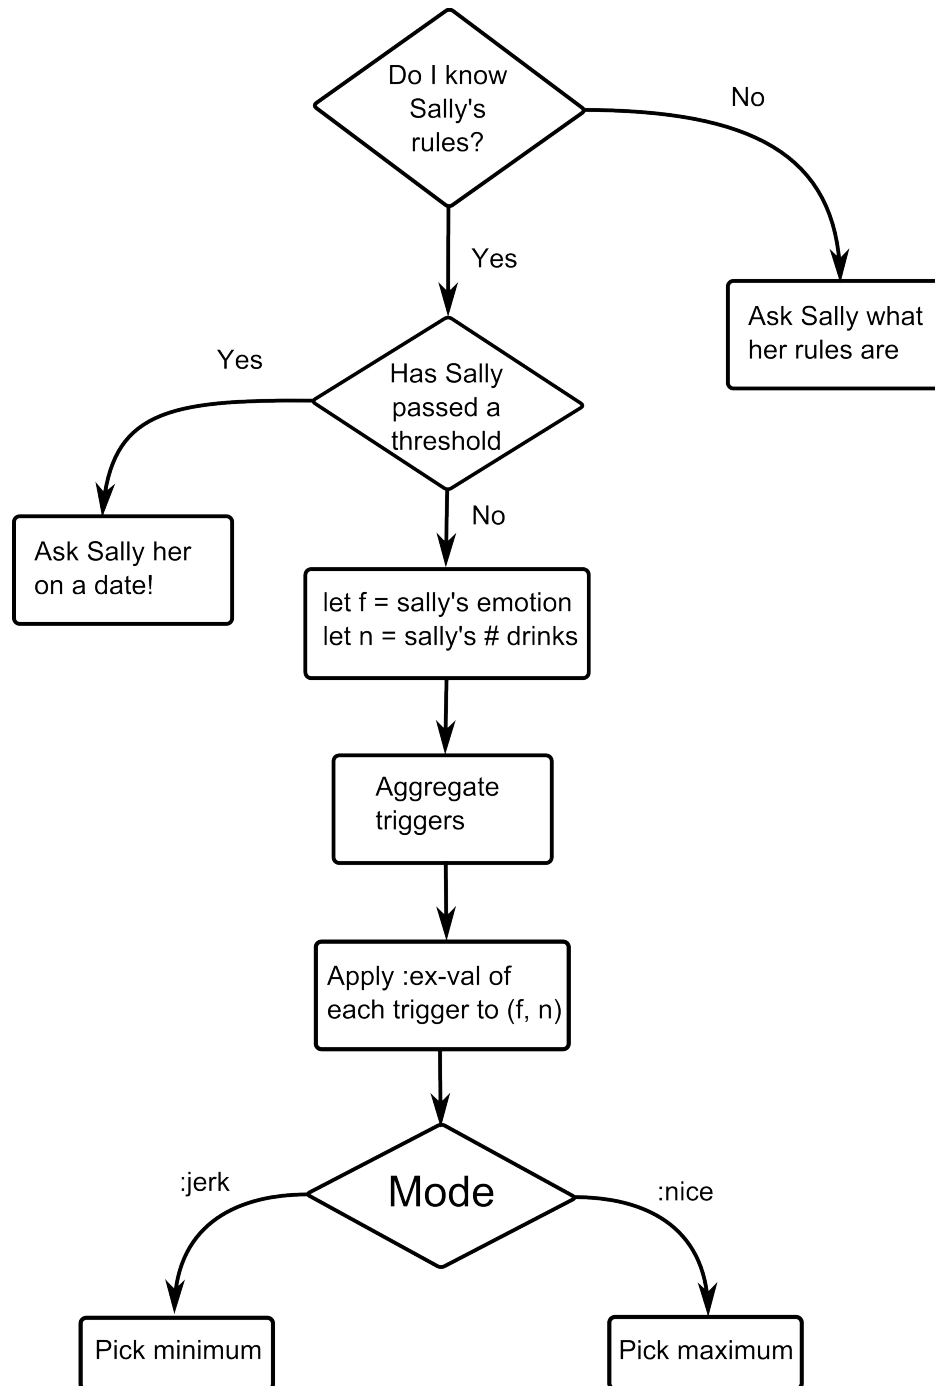 Do I know
Sally's
rules?
No
Yes
Ask Sally what
her rules are
Yes
Has Sally
passed a
threshold
No
Ask Sally her
on a date!
let f = sally's emotion
let n = sally's # drinks
Aggregate
triggers
Apply :ex-val of
each trigger to (f, n)
:jerk
Mode
:nice
Pick minimum
Pick maximum